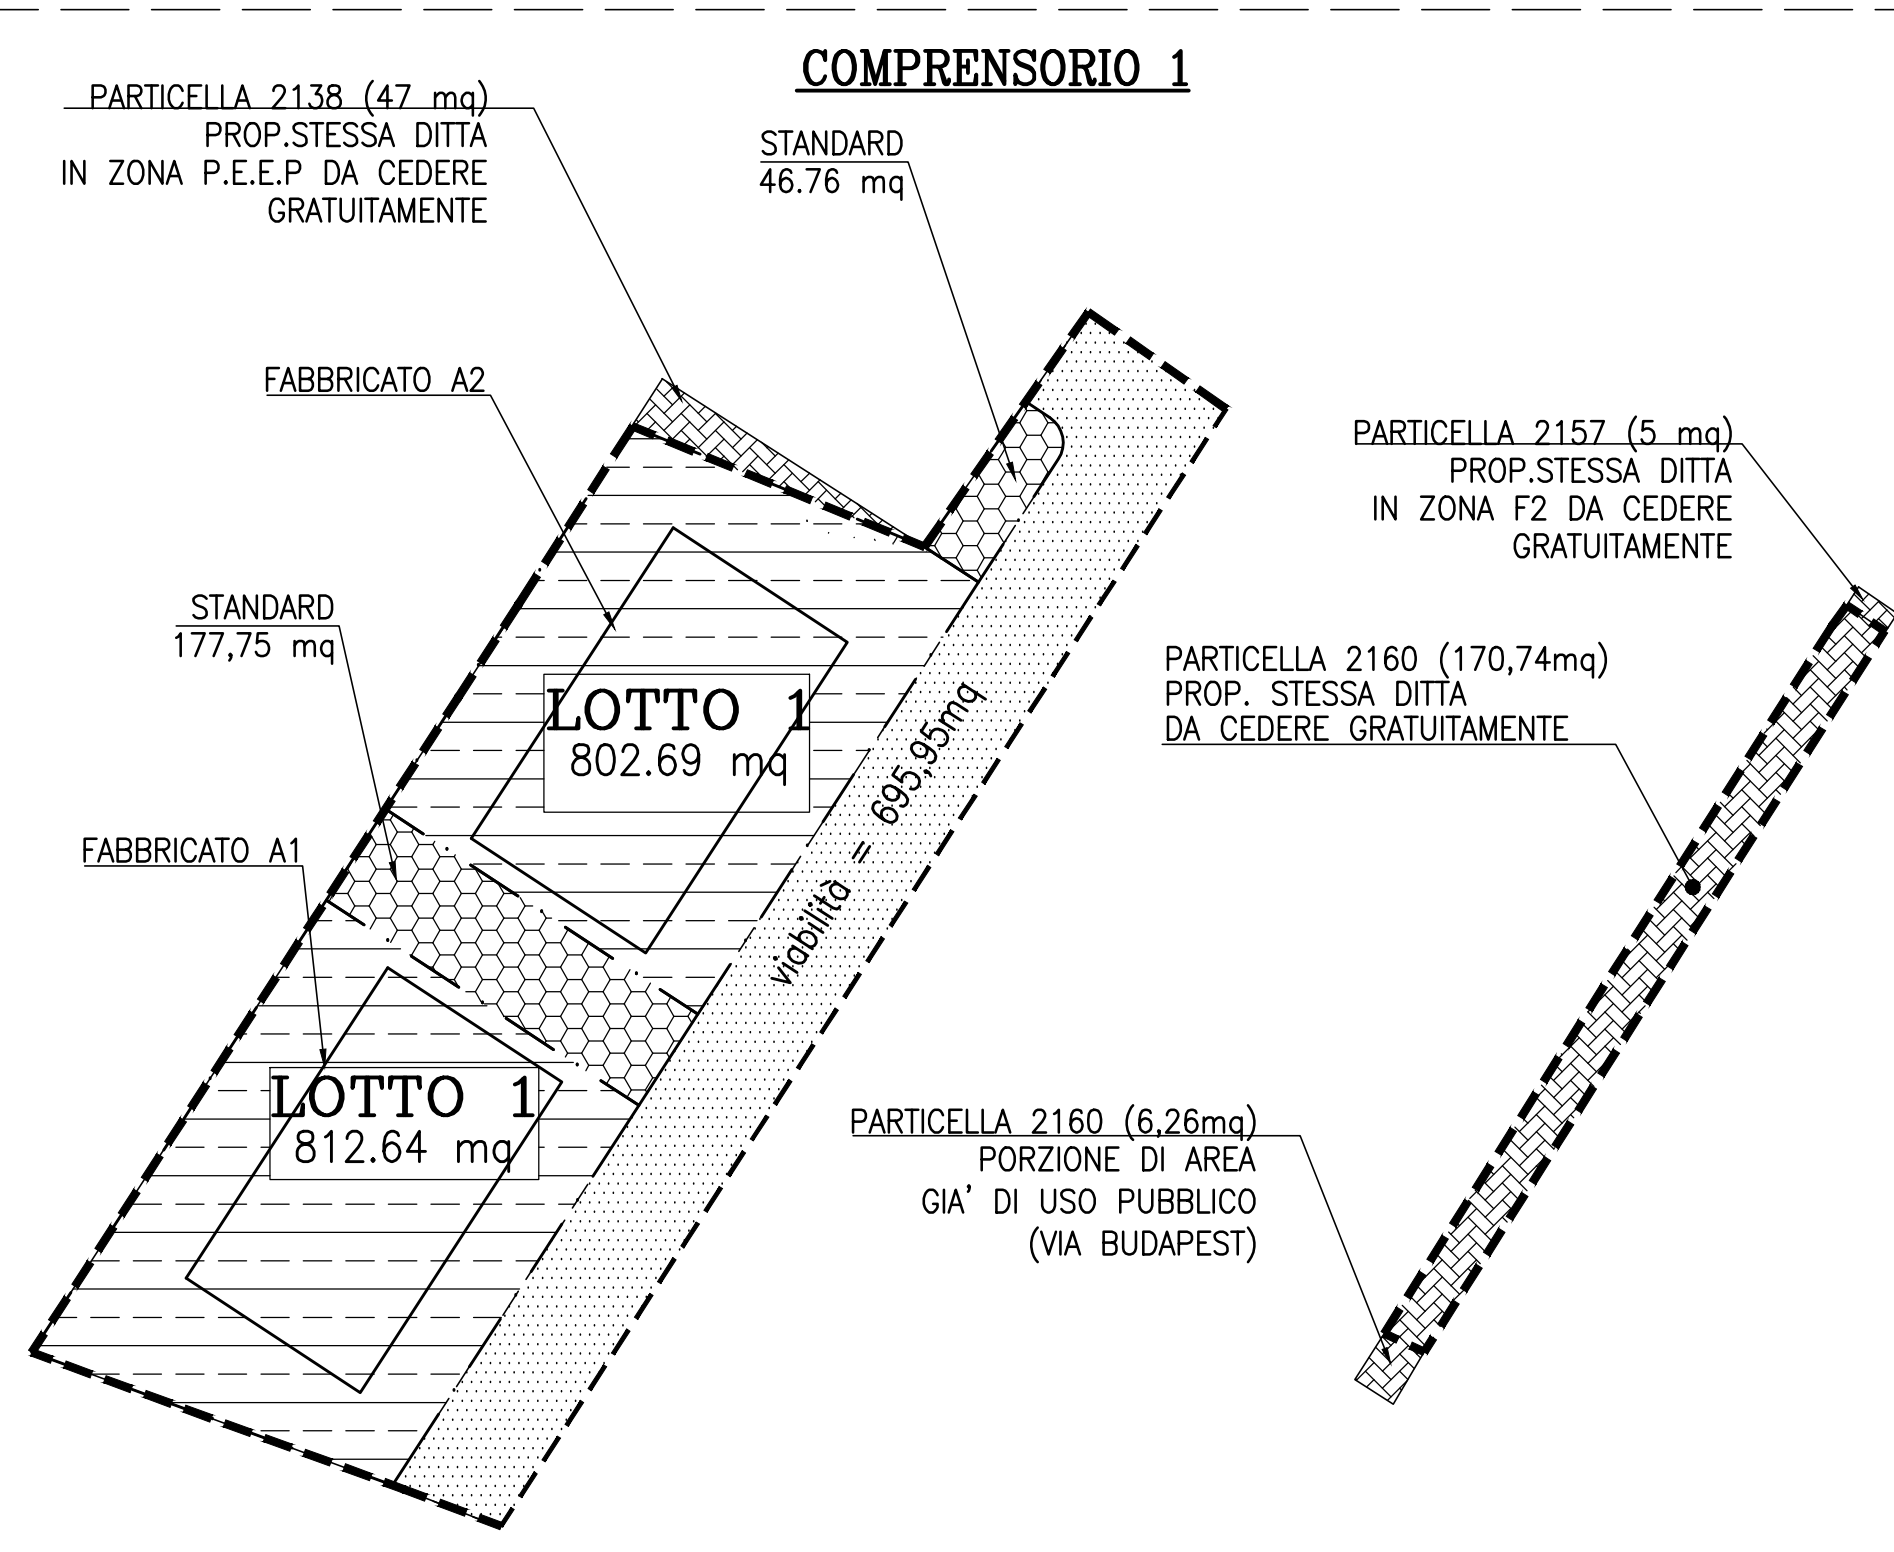 COMPRENSORIO 1
PARTICELLA 2138 (47 mq)
PROP.STESSA DITTA
IN ZONA P.E.E.P DA CEDERE
GRATUITAMENTE
STANDARD
46.76 mq
FABBRICATO A2
PARTICELLA 2157 (5 mq)
PROP.STESSA DITTA
IN ZONA F2 DA CEDERE
GRATUITAMENTE
STANDARD
177,75 mq
PARTICELLA 2160 (170,74mq)
PROP. STESSA DITTA
DA CEDERE GRATUITAMENTE
LOTTO 1
802.69 mq
viabilità = 695,95mq
FABBRICATO A1
LOTTO 1
812.64 mq
PARTICELLA 2160 (6,26mq)
PORZIONE DI AREA
GIA' DI USO PUBBLICO
(VIA BUDAPEST)